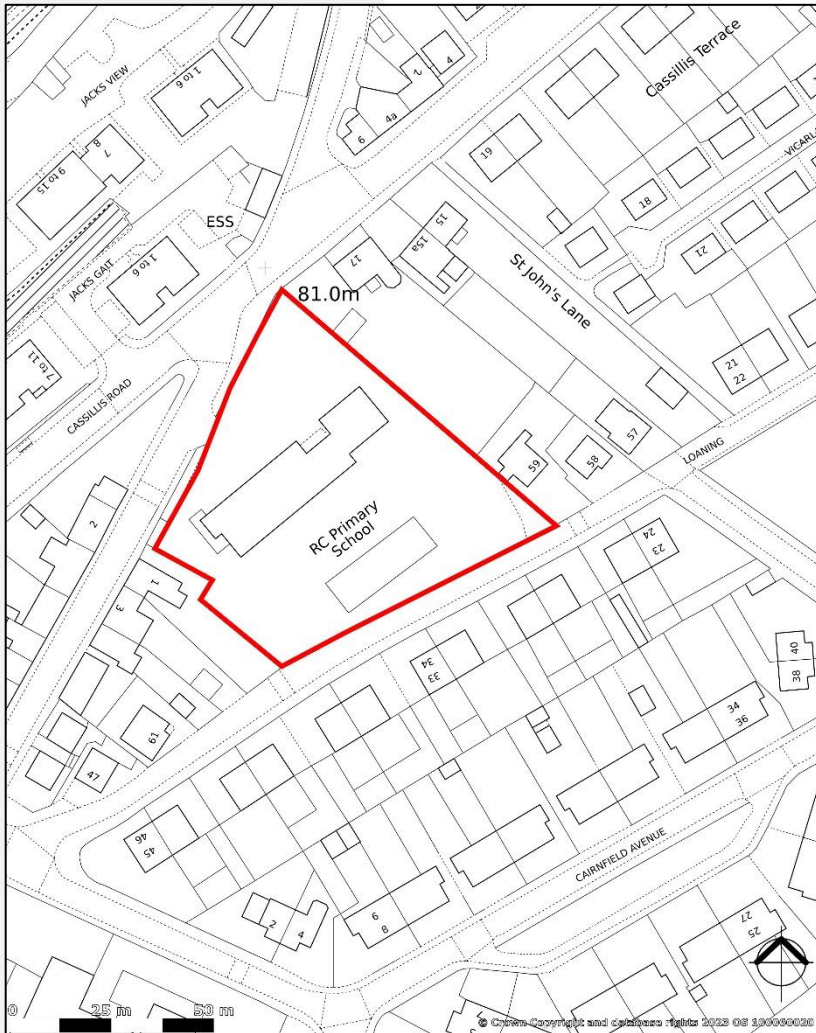 JACKS VIEW
1 to 6
8
7
9 to 15
ESS
2
4
4a
6
Cassillis Terrace
19
18
VICARL
21
15
15a
17
St John's Lane
JACKS GAIT
1 to 6
81.0m
7 to 11
CASSILLIS ROAD
21
22
57
58
59
LOANING
2
RC Primary
School
1
3
24
23
34
33
40
38
61
47
34
36
46
45
CAIRNFIELD AVENUE
9
8
2
4
27
25
0 25 m 50 m
© Crown Copyright and database rights 2023 OS 100060020